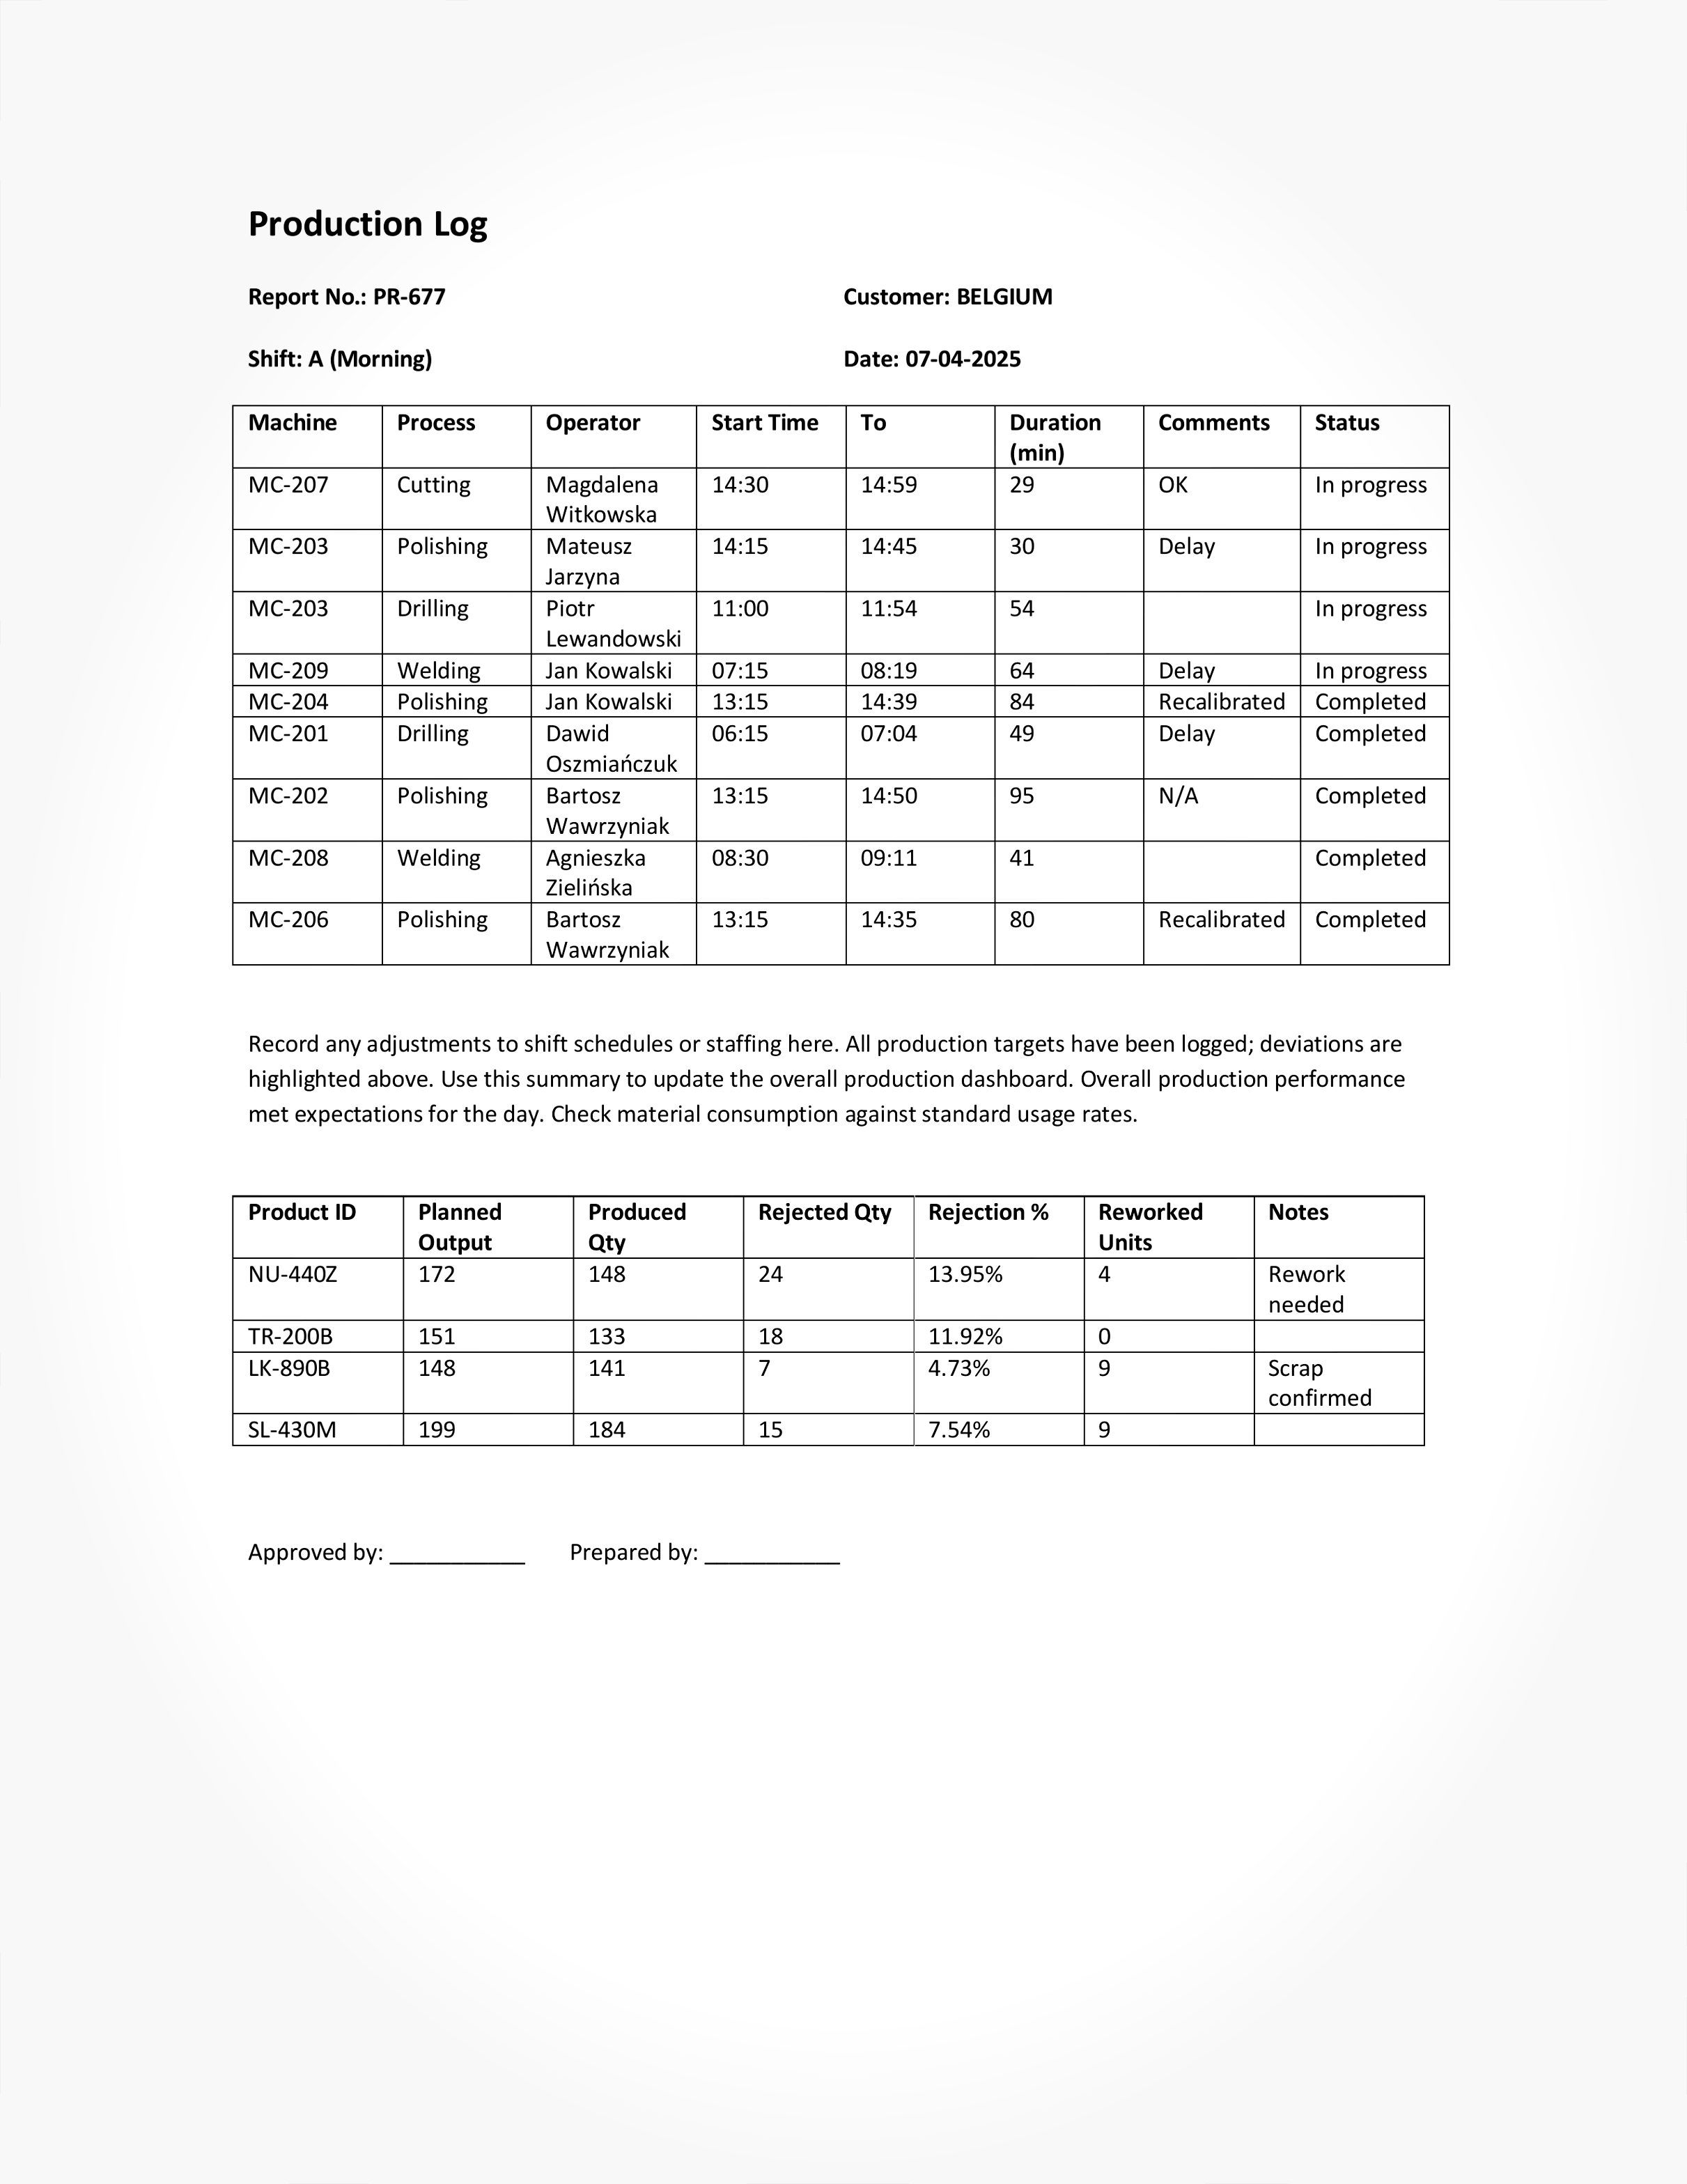 Production Log
Report No.: PR-677 Customer: BELGIUM
Shift: A (Morning) Date: 07-04-2025
Machine Process Operator Start Time To Duration (min) Comments Status
MC-207 Cutting Magdalena Witkowska 14:30 14:59 29 OK In progress
MC-203 Polishing Mateusz Jarzyna 14:15 14:45 30 Delay In progress
MC-203 Drilling Piotr Lewandowski 11:00 11:54 54 In progress
MC-209 Welding Jan Kowalski 07:15 08:19 64 Delay In progress
MC-204 Polishing Jan Kowalski 13:15 14:39 84 Recalibrated Completed
MC-201 Drilling Dawid Oszmiańczuk 06:15 07:04 49 Delay Completed
MC-202 Polishing Bartosz Wawrzyniak 13:15 14:50 95 N/A Completed
MC-208 Welding Agnieszka Zielińska 08:30 09:11 41 Completed
MC-206 Polishing Bartosz Wawrzyniak 13:15 14:35 80 Recalibrated Completed
Record any adjustments to shift schedules or staffing here. All production targets have been logged; deviations are
highlighted above. Use this summary to update the overall production dashboard. Overall production performance
met expectations for the day. Check material consumption against standard usage rates.
Product ID Planned Output Produced Qty Rejected Qty Rejection % Reworked Units Notes
NU-440Z 172 148 24 13.95% 4 Rework needed
TR-200B 151 133 18 11.92% 0
LK-890B 148 141 7 4.73% 9 Scrap confirmed
SL-430M 199 184 15 7.54% 9
Approved by: ___________ Prepared by: ___________